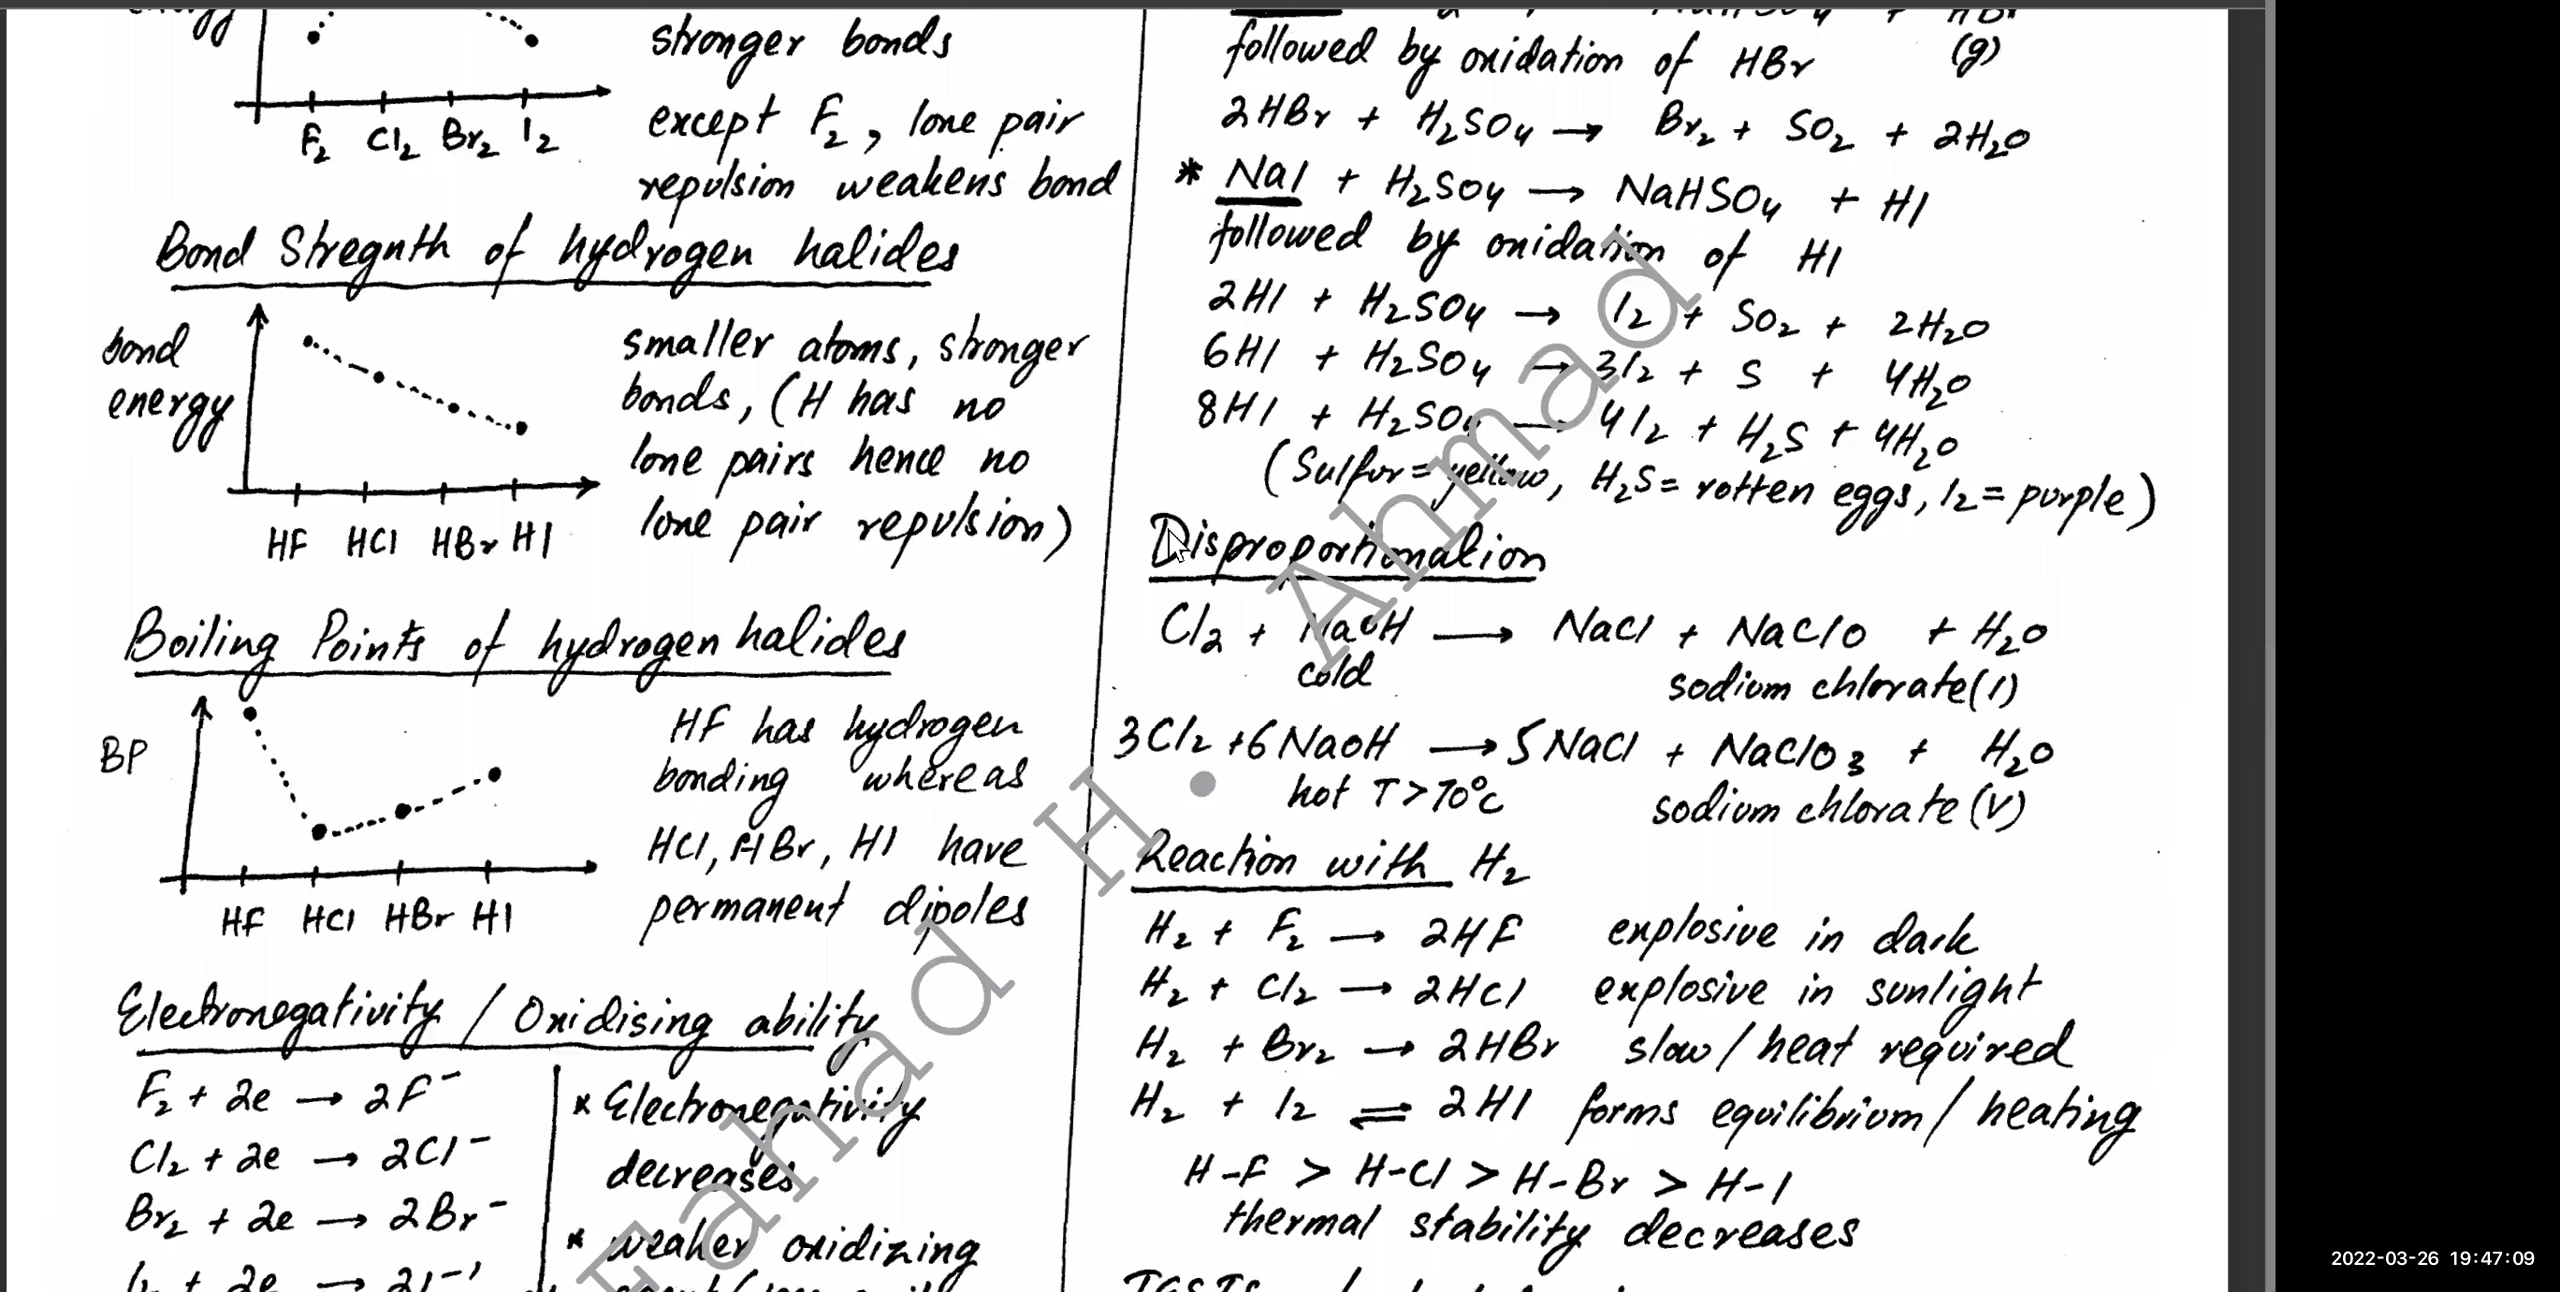 stronger bonds
F₂ Cl₂ Br₂ I₂
except F₂, lone pair
repulsion weakens bond
Bond Stregnth of hydrogen halides
bond
energy
HF HCl HBr HI
smaller atoms, stronger
bonds, (H has no
lone pairs hence no
lone pair repulsion)
Boiling Points of hydrogen halides
BP
HF HCl HBr HI
HF has hydrogen
bonding whereas
HCl, HBr, HI have
permanent dipoles
Electronegativity / Oxidising ability
F₂ + 2e → 2F⁻
Cl₂ + 2e → 2Cl⁻
Br₂ + 2e → 2Br⁻
I₂ + 2e → 2I⁻
* Electronegativity
decreases
* weaker oxidizing
followed by oxidation of HBr (g)
2HBr + H₂SO₄ → Br₂ + SO₂ + 2H₂O
* NaI + H₂SO₄ → NaHSO₄ + HI
followed by oxidation of HI
2HI + H₂SO₄ → I₂ + SO₂ + 2H₂O
6HI + H₂SO₄ → 3I₂ + S + 4H₂O
8HI + H₂SO₄ → 4I₂ + H₂S + 4H₂O
(Sulfur = yellow, H₂S = rotten eggs, I₂ = purple)
Disproportionation
Cl₂ + NaOH → NaCl + NaClO + H₂O
cold sodium chlorate(I)
3Cl₂ + 6NaOH → 5NaCl + NaClO₃ + H₂O
hot T > 70°C sodium chlorate (V)
Reaction with H₂
H₂ + F₂ → 2HF explosive in dark
H₂ + Cl₂ → 2HCl explosive in sunlight
H₂ + Br₂ → 2HBr slow / heat required
H₂ + I₂ ⇌ 2HI forms equilibrium / heating
H-F > H-Cl > H-Br > H-I
thermal stability decreases
Fahad H. Ahmad
2022-03-26 19:47:09